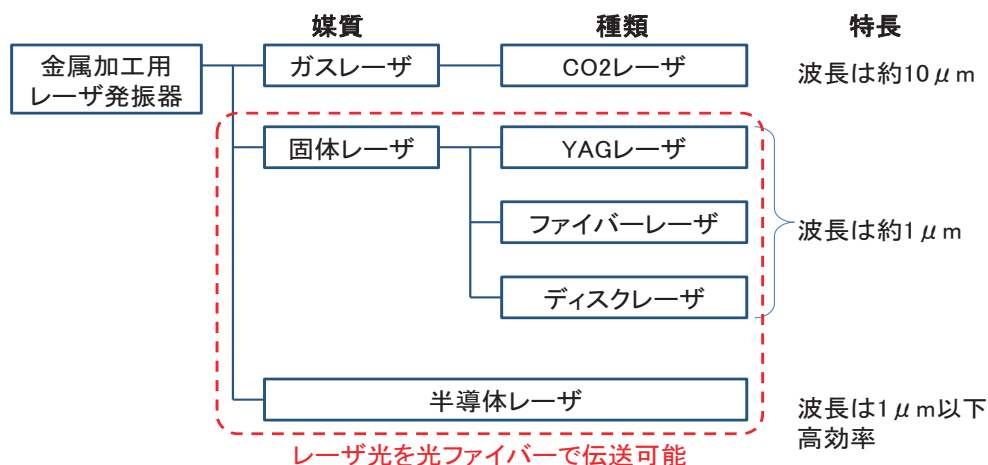 媒質
種類
特長
金属加工用
レーザ発振器
ガスレーザ
CO2レーザ
波長は約10μm
固体レーザ
YAGレーザ
ファイバーレーザ
波長は約1μm
ディスクレーザ
半導体レーザ
波長は1μm以下
高効率
レーザ光を光ファイバーで伝送可能